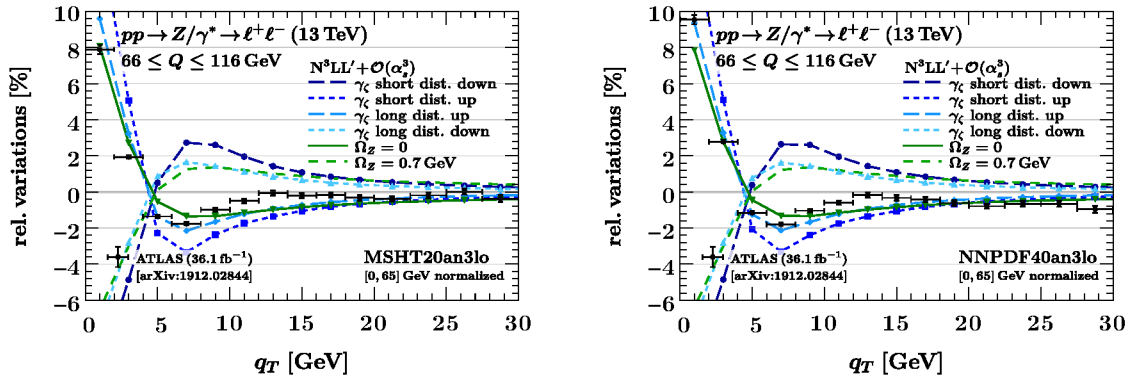 pp → Z/γ* → ℓ⁺ℓ⁻ (13 TeV)
66 ≤ Q ≤ 116 GeV
N³LL′ + 𝒪(α_s³)
γ_ζ short dist. down
γ_ζ short dist. up
γ_ζ long dist. up
γ_ζ long dist. down
Ω_Z = 0
Ω_Z = 0.7 GeV
ATLAS (36.1 fb⁻¹)
[arXiv:1912.02844]
MSHT20an3lo
[0, 65] GeV normalized
rel. variations [%]
10
8
6
4
2
0
−2
−4
−6
0 5 10 15 20 25 30
q_T [GeV]
pp → Z/γ* → ℓ⁺ℓ⁻ (13 TeV)
66 ≤ Q ≤ 116 GeV
N³LL′ + 𝒪(α_s³)
γ_ζ short dist. down
γ_ζ short dist. up
γ_ζ long dist. up
γ_ζ long dist. down
Ω_Z = 0
Ω_Z = 0.7 GeV
ATLAS (36.1 fb⁻¹)
[arXiv:1912.02844]
NNPDF40an3lo
[0, 65] GeV normalized
rel. variations [%]
10
8
6
4
2
0
−2
−4
−6
0 5 10 15 20 25 30
q_T [GeV]